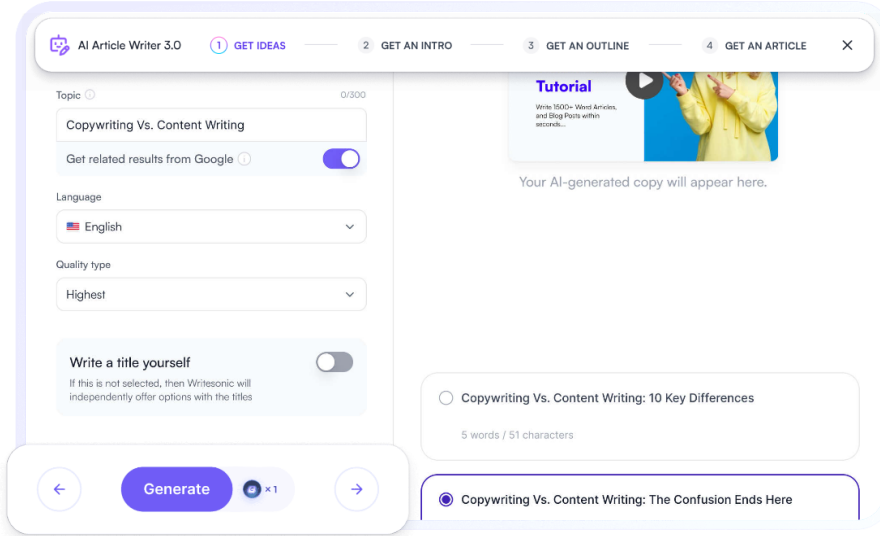 AI Article Writer 3.0
1 GET IDEAS
2 GET AN INTRO
3 GET AN OUTLINE
4 GET AN ARTICLE
Topic
0/300
Copywriting Vs. Content Writing
Get related results from Google
Language
English
Quality type
Highest
Write a title yourself
If this is not selected, then Writesonic will
independently offer options with the titles
Generate
× 1
Tutorial
Write 1500+ Word Articles,
and Blog Posts within
seconds...
Your AI-generated copy will appear here.
Copywriting Vs. Content Writing: 10 Key Differences
5 words / 51 characters
Copywriting Vs. Content Writing: The Confusion Ends Here